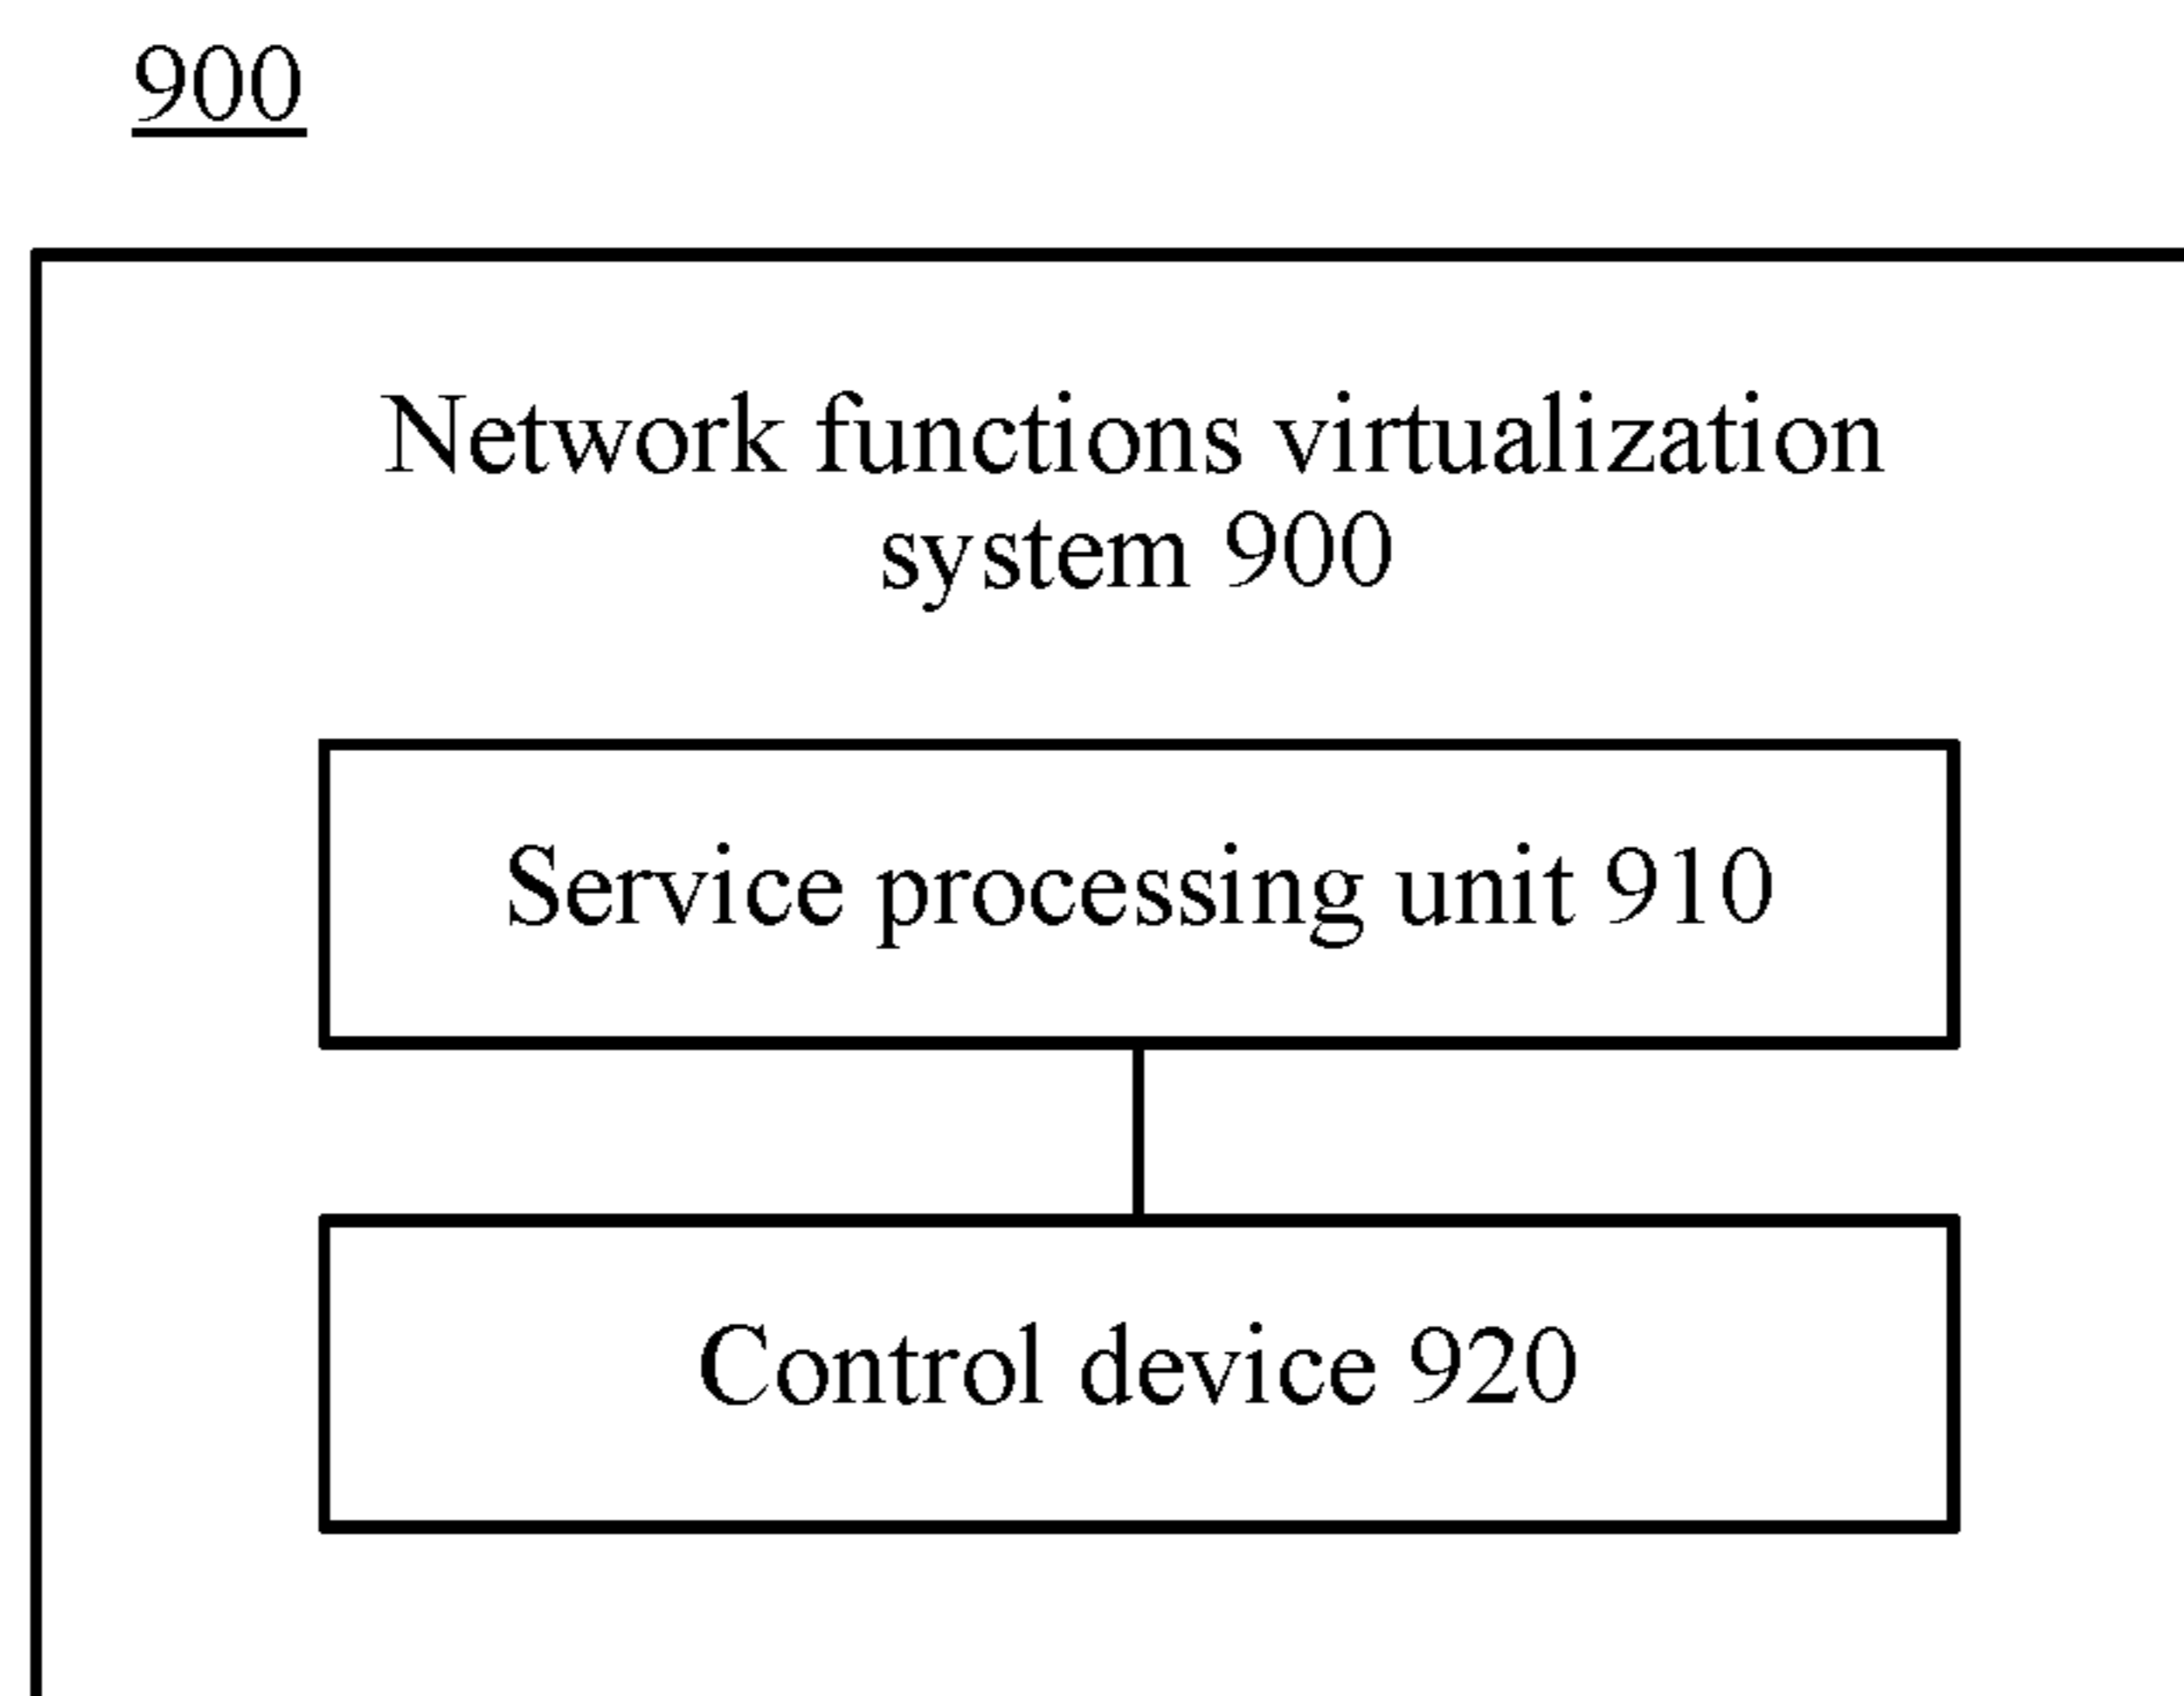 900
Network functions virtualization
system 900
Service processing unit 910
Control device 920